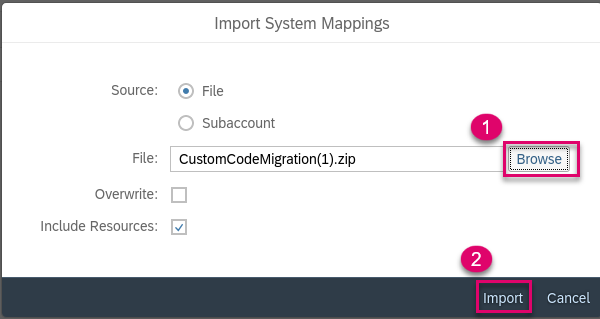 Import System Mappings
Source: File
Subaccount
1
File: CustomCodeMigration(1).zip Browse
Overwrite:
Include Resources:
2
Import Cancel